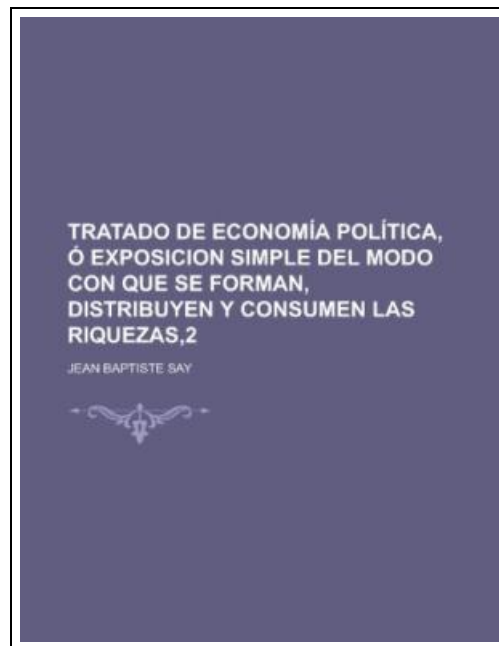 TRATADO DE ECONOMÍA POLÍTICA,
Ó EXPOSICION SIMPLE DEL MODO
CON QUE SE FORMAN,
DISTRIBUYEN Y CONSUMEN LAS
RIQUEZAS,2
JEAN BAPTISTE SAY